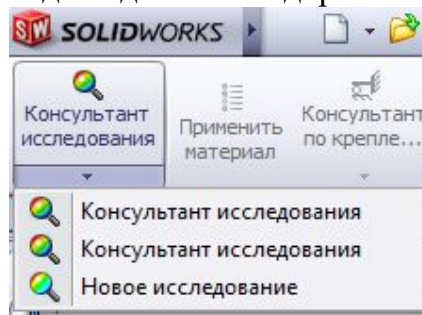 SOLIDWORKS
Консультант
исследования
Применить
материал
Консультант
по крепле...
Консультант исследования
Консультант исследования
Новое исследование